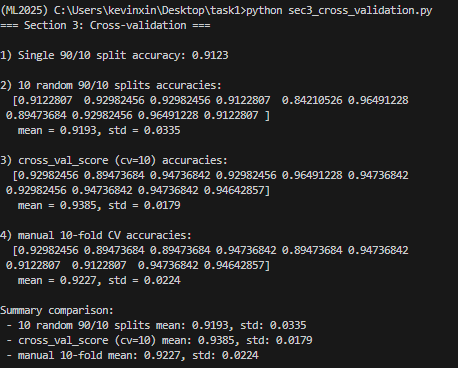 (ML2025) C:\Users\kevinxin\Desktop\task1>python sec3_cross_validation.py
=== Section 3: Cross-validation ===
1) Single 90/10 split accuracy: 0.9123
2) 10 random 90/10 splits accuracies:
[0.9122807  0.92982456 0.92982456 0.9122807  0.84210526 0.96491228
0.89473684 0.92982456 0.96491228 0.9122807 ]
mean = 0.9193, std = 0.0335
3) cross_val_score (cv=10) accuracies:
[0.92982456 0.89473684 0.94736842 0.92982456 0.96491228 0.94736842
0.92982456 0.94736842 0.94736842 0.94642857]
mean = 0.9385, std = 0.0179
4) manual 10-fold CV accuracies:
[0.92982456 0.89473684 0.89473684 0.94736842 0.89473684 0.94736842
0.9122807  0.9122807  0.94736842 0.94642857]
mean = 0.9227, std = 0.0224
Summary comparison:
- 10 random 90/10 splits mean: 0.9193, std: 0.0335
- cross_val_score (cv=10) mean: 0.9385, std: 0.0179
- manual 10-fold mean: 0.9227, std: 0.0224